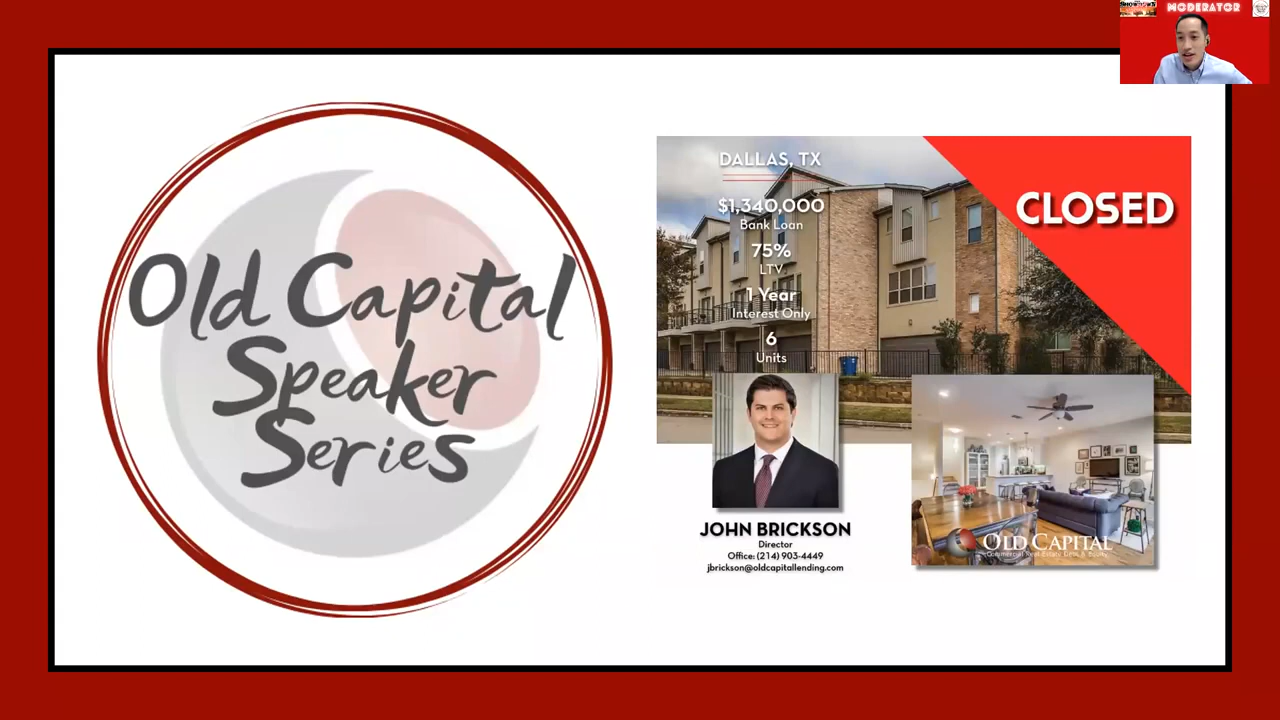 MODERATOR
Old Capital
Speaker
Series
DALLAS, TX
$1,340,000
Bank Loan
75%
LTV
1 Year
Interest Only
6
Units
CLOSED
JOHN BRICKSON
Director
Office: (214) 903-4449
jbrickson@oldcapitallending.com
OLD CAPITAL
Commercial Real Estate Debt & Equity